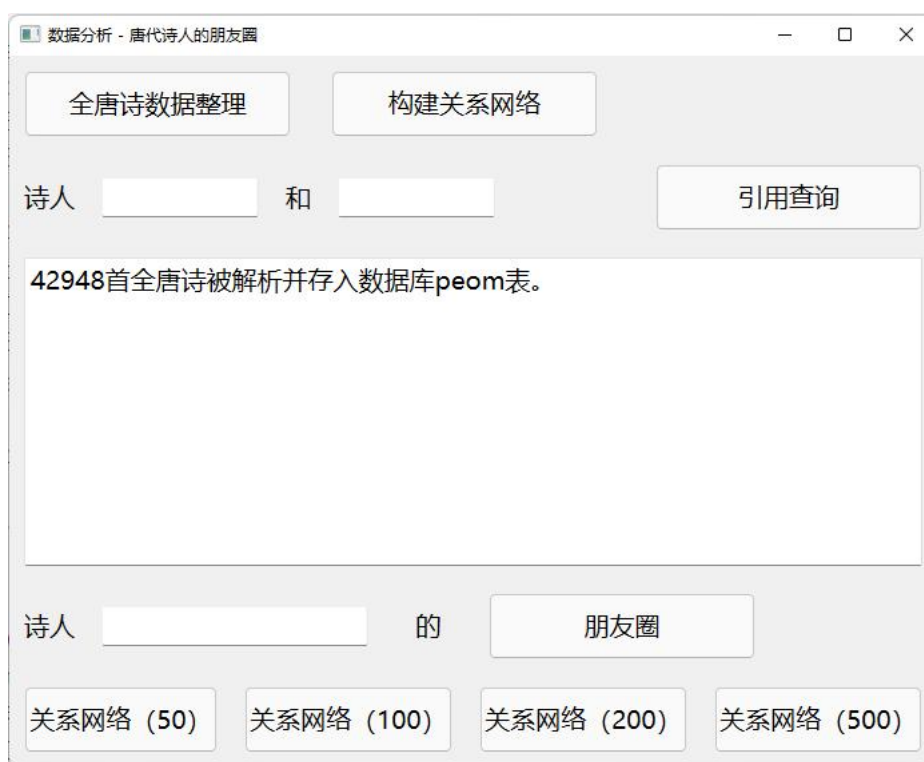 数据分析 - 唐代诗人的朋友圈
全唐诗数据整理 构建关系网络
诗人 和 引用查询
42948首全唐诗被解析并存入数据库peom表。
诗人 的 朋友圈
关系网络（50） 关系网络（100） 关系网络（200） 关系网络（500）